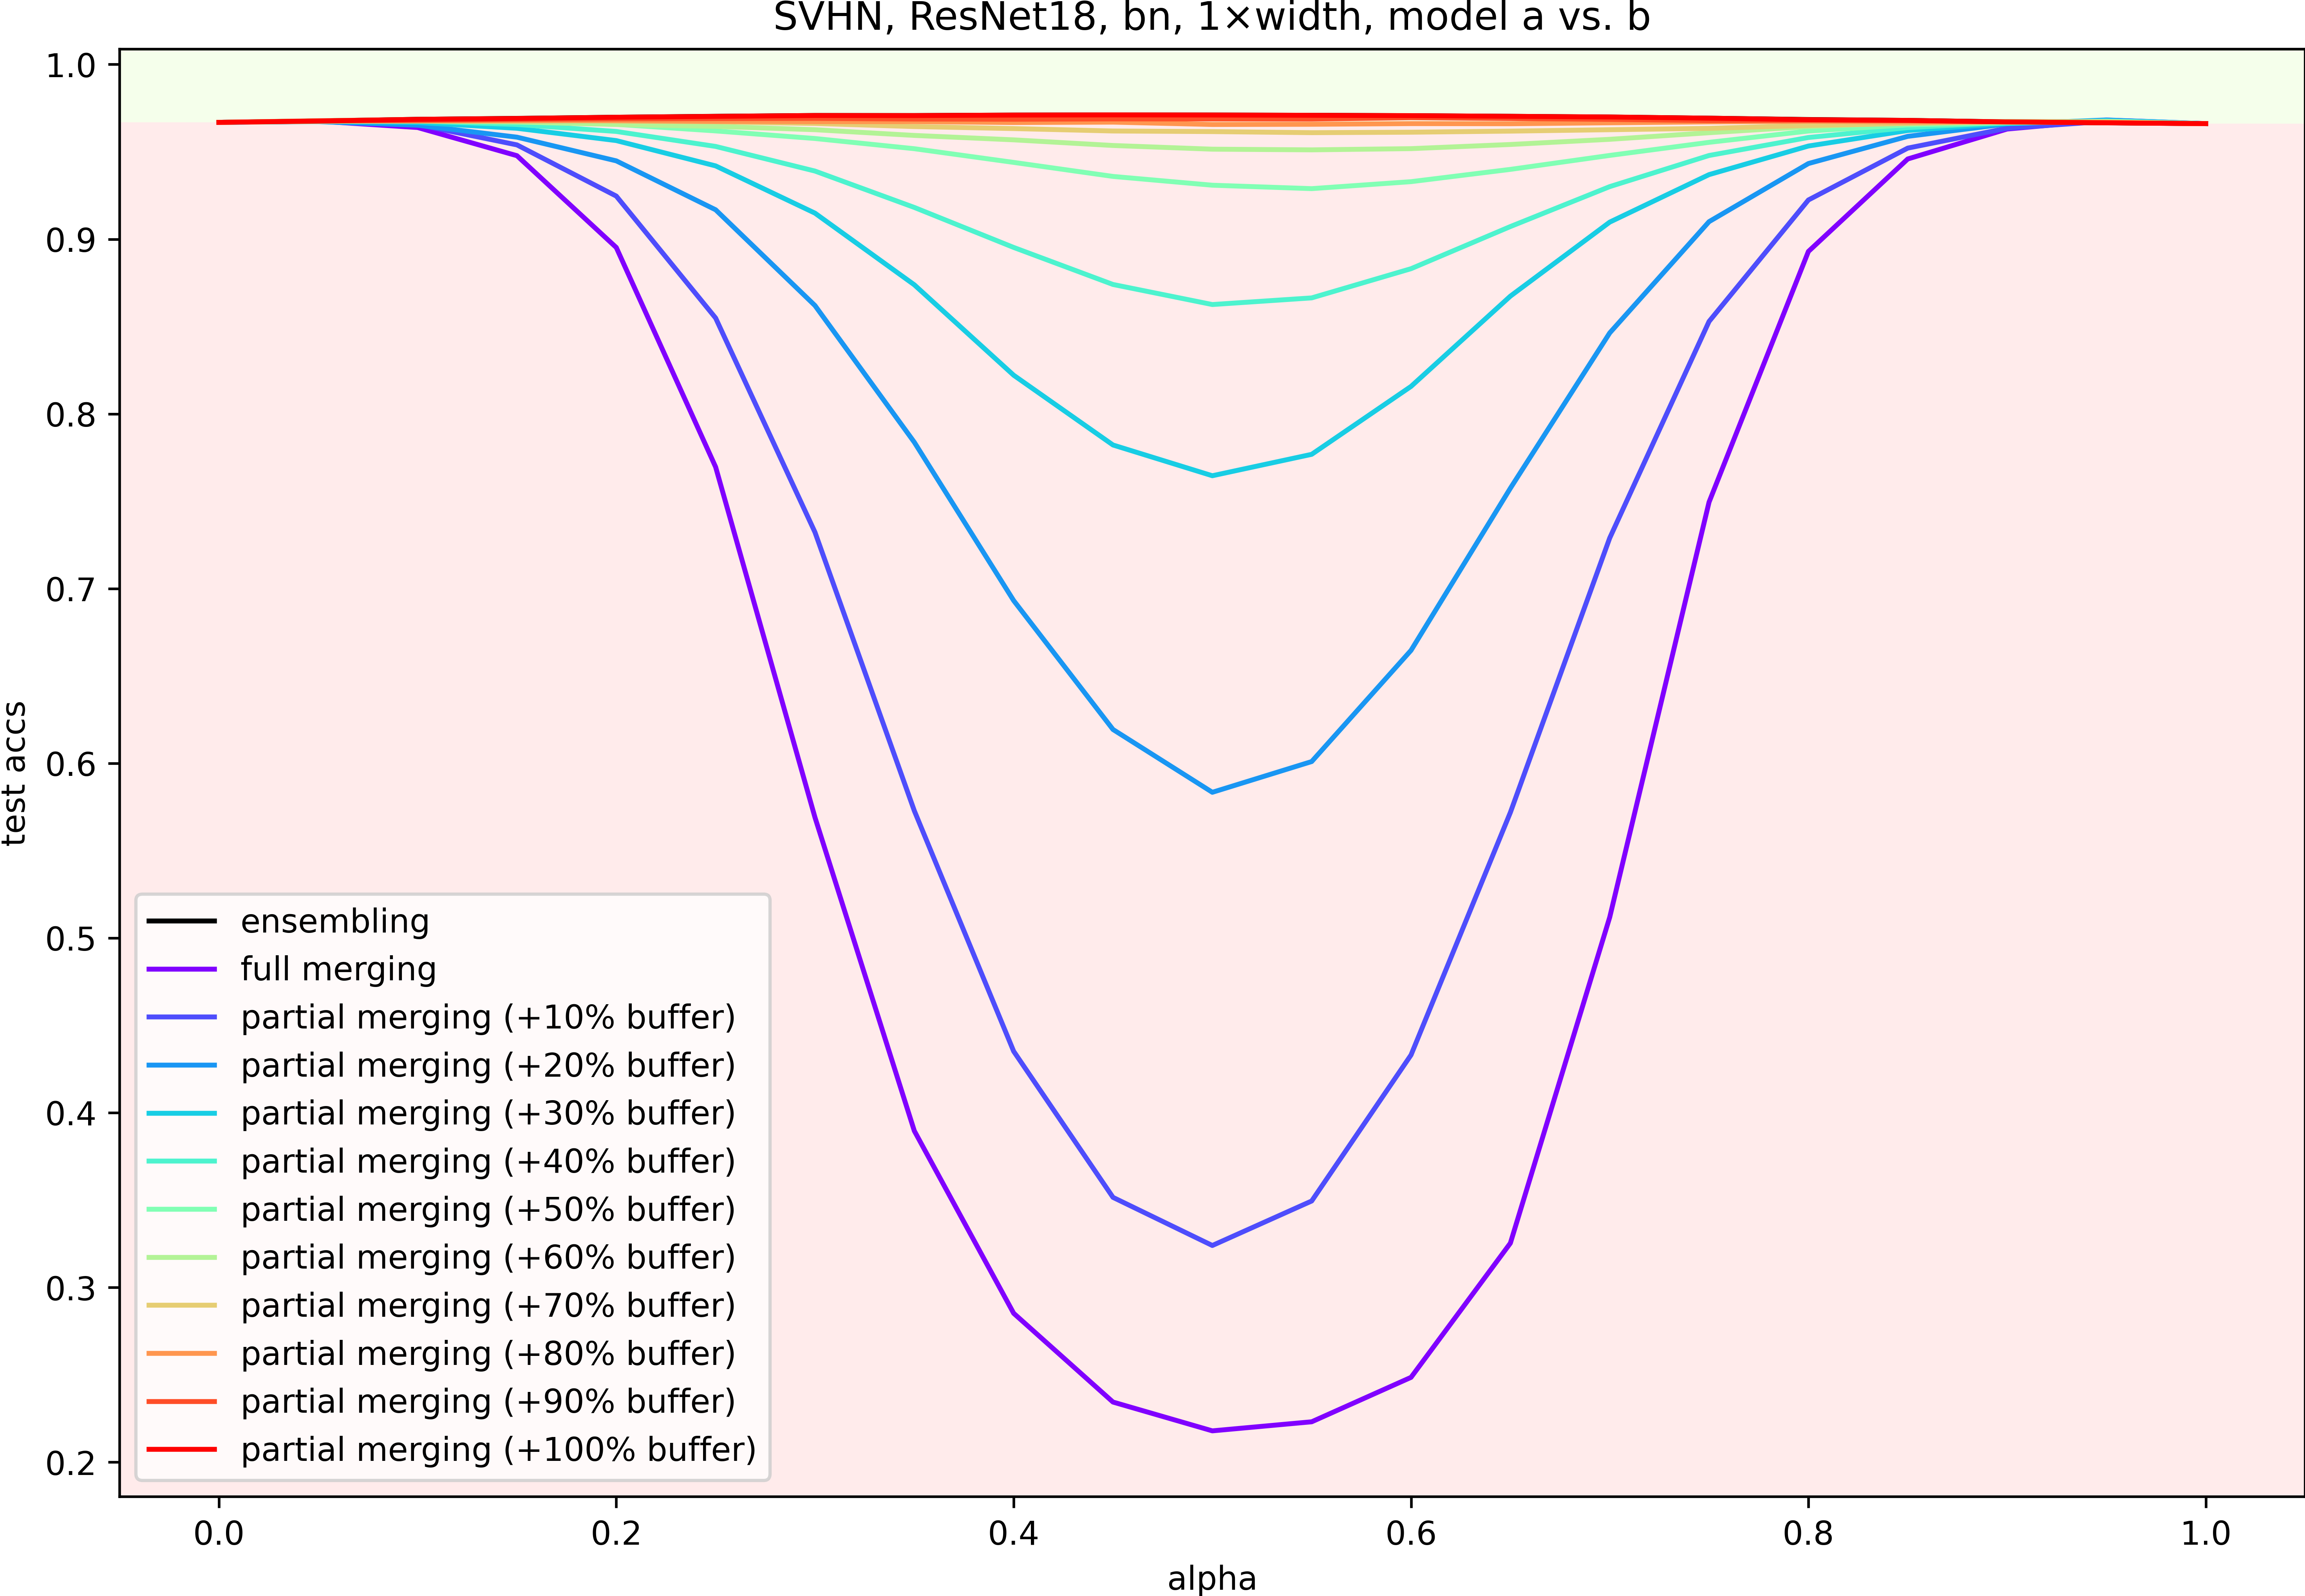 SVHN, ResNet18, bn, 1×width, model a vs. b
1.0
0.9
0.8
0.7
0.6
0.5
0.4
0.3
0.2
test accs
ensembling
full merging
partial merging (+10% buffer)
partial merging (+20% buffer)
partial merging (+30% buffer)
partial merging (+40% buffer)
partial merging (+50% buffer)
partial merging (+60% buffer)
partial merging (+70% buffer)
partial merging (+80% buffer)
partial merging (+90% buffer)
partial merging (+100% buffer)
0.0 0.2 0.4 0.6 0.8 1.0
alpha